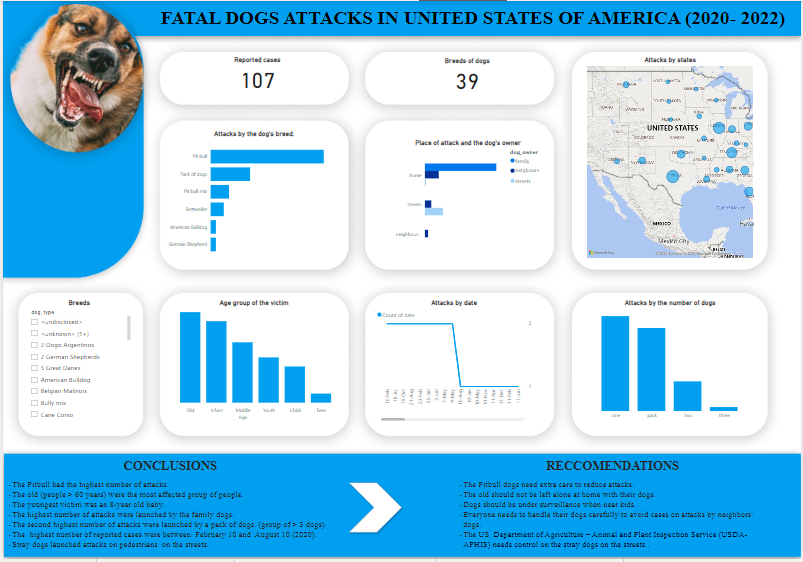 FATAL DOGS ATTACKS IN UNITED STATES OF AMERICA (2020- 2022)
Reported cases
107
Breeds of dogs
39
Attacks by states
UNITED STATES
MEXICO
Mexico City
Gulf of Mexico
Attacks by the dog's breed.
Pit bull
Pack of dogs
Pit bull mix
Rottweiler
American Bulldog
German Shepherd
Place of attack and the dog's owner
dog_owner
family
neighbours
streets
home
streets
neighbour...
Breeds
dog_type
<undisclosed>
<unknown> (1+)
2 Dogo Argentinos
2 German Shepherds
5 Great Danes
American Bulldog
Belgian Malinois
Bully mix
Cane Corso
Age group of the victim
Old
Infant
Middle
Age
Youth
Child
Teen
Attacks by date
Count of date
2
1
Attacks by the number of dogs
one
pack
two
three
CONCLUSIONS
- The Pitbull had the highest number of attacks.
- The old (people > 60 years) were the most affected group of people.
- The youngest victim was an 8-year old baby.
- The highest number of attacks were launched by the family dogs.
- The second highest number of attacks were launched by a pack of dogs. (group of > 3 dogs).
- The highest number of reported cases were between February 10 and August 10 (2020).
- Stray dogs launched attacks on pedestrians on the streets.
RECCOMENDATIONS
- The Pitbull dogs need extra care to reduce attacks.
- The old should not be left alone at home with their dogs.
- Dogs should be under surveillance when near kids.
- Everyone needs to handle their dogs carefully to avoid cases on attacks by neighbors'
dogs.
- The US Department of Agriculture – Animal and Plant Inspection Service (USDA-
APHIS) needs control on the stray dogs on the streets .